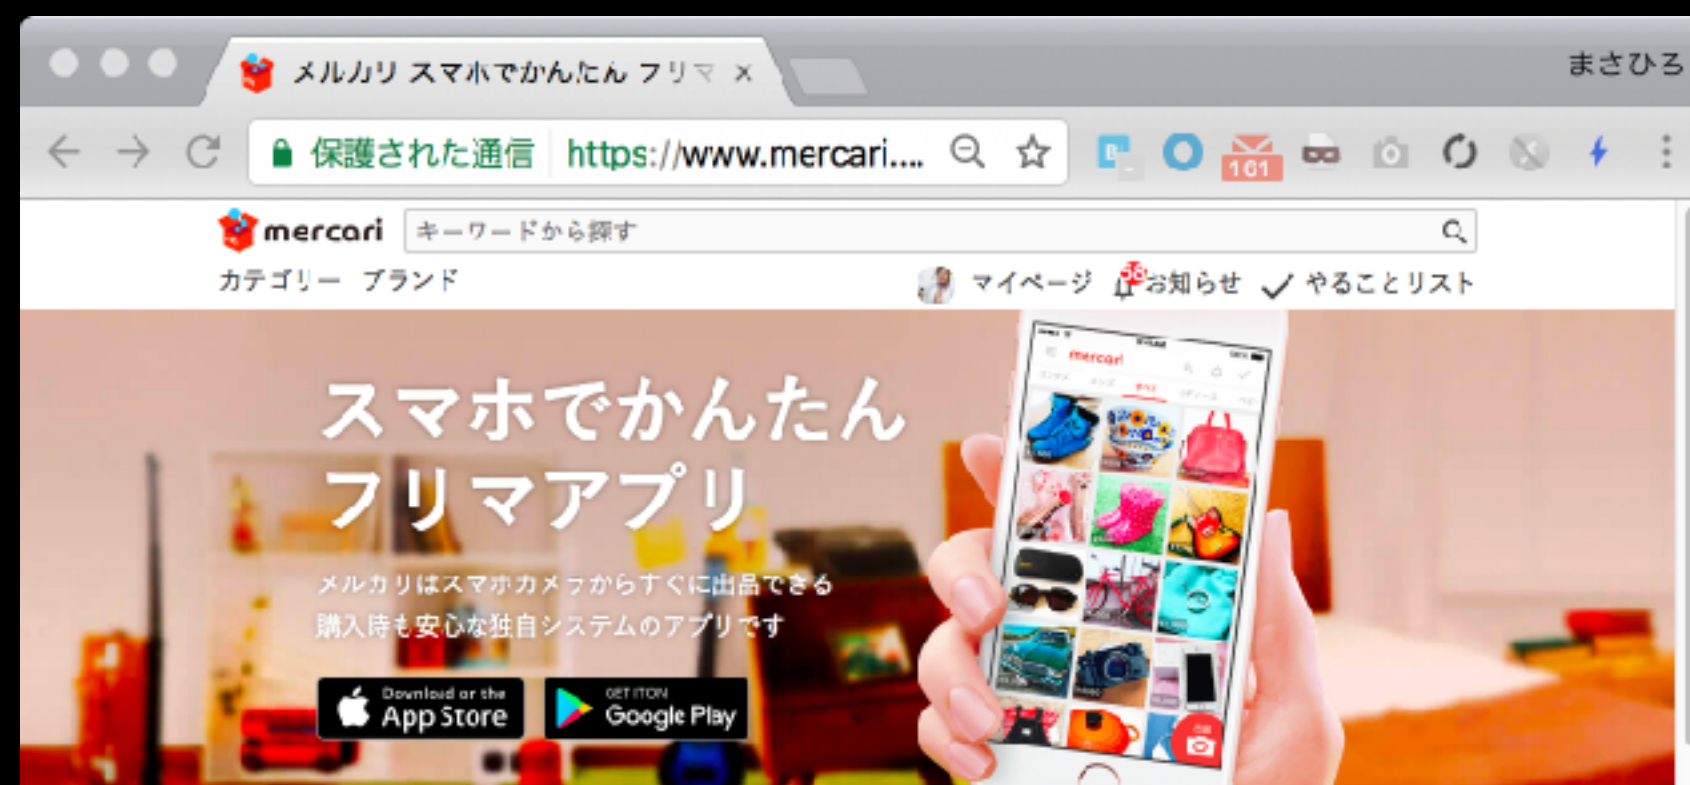 メルカリ スマホでかんたん フリマ
まさひろ
保護された通信 https://www.mercari....
161
mercari キーワードから探す
カテゴリー ブランド マイページ 58 お知らせ やることリスト
スマホでかんたん
フリマアプリ
メルカリはスマホカメラからすぐに出品できる
購入時も安心な独自システムのアプリです
Download or the
App Store
GET IT ON
Google Play
mercari